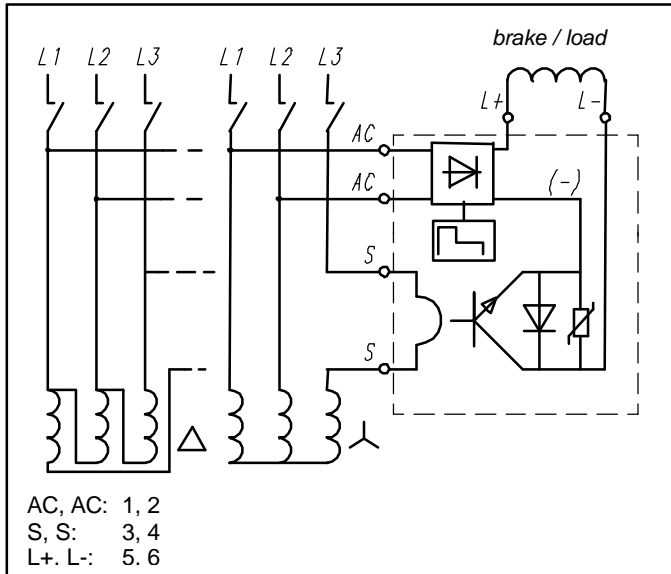 brake / load
L1 L2 L3 L1 L2 L3
L+ L-
AC
AC
(-)
S
S
AC, AC: 1, 2
S, S: 3, 4
L+. L-: 5. 6